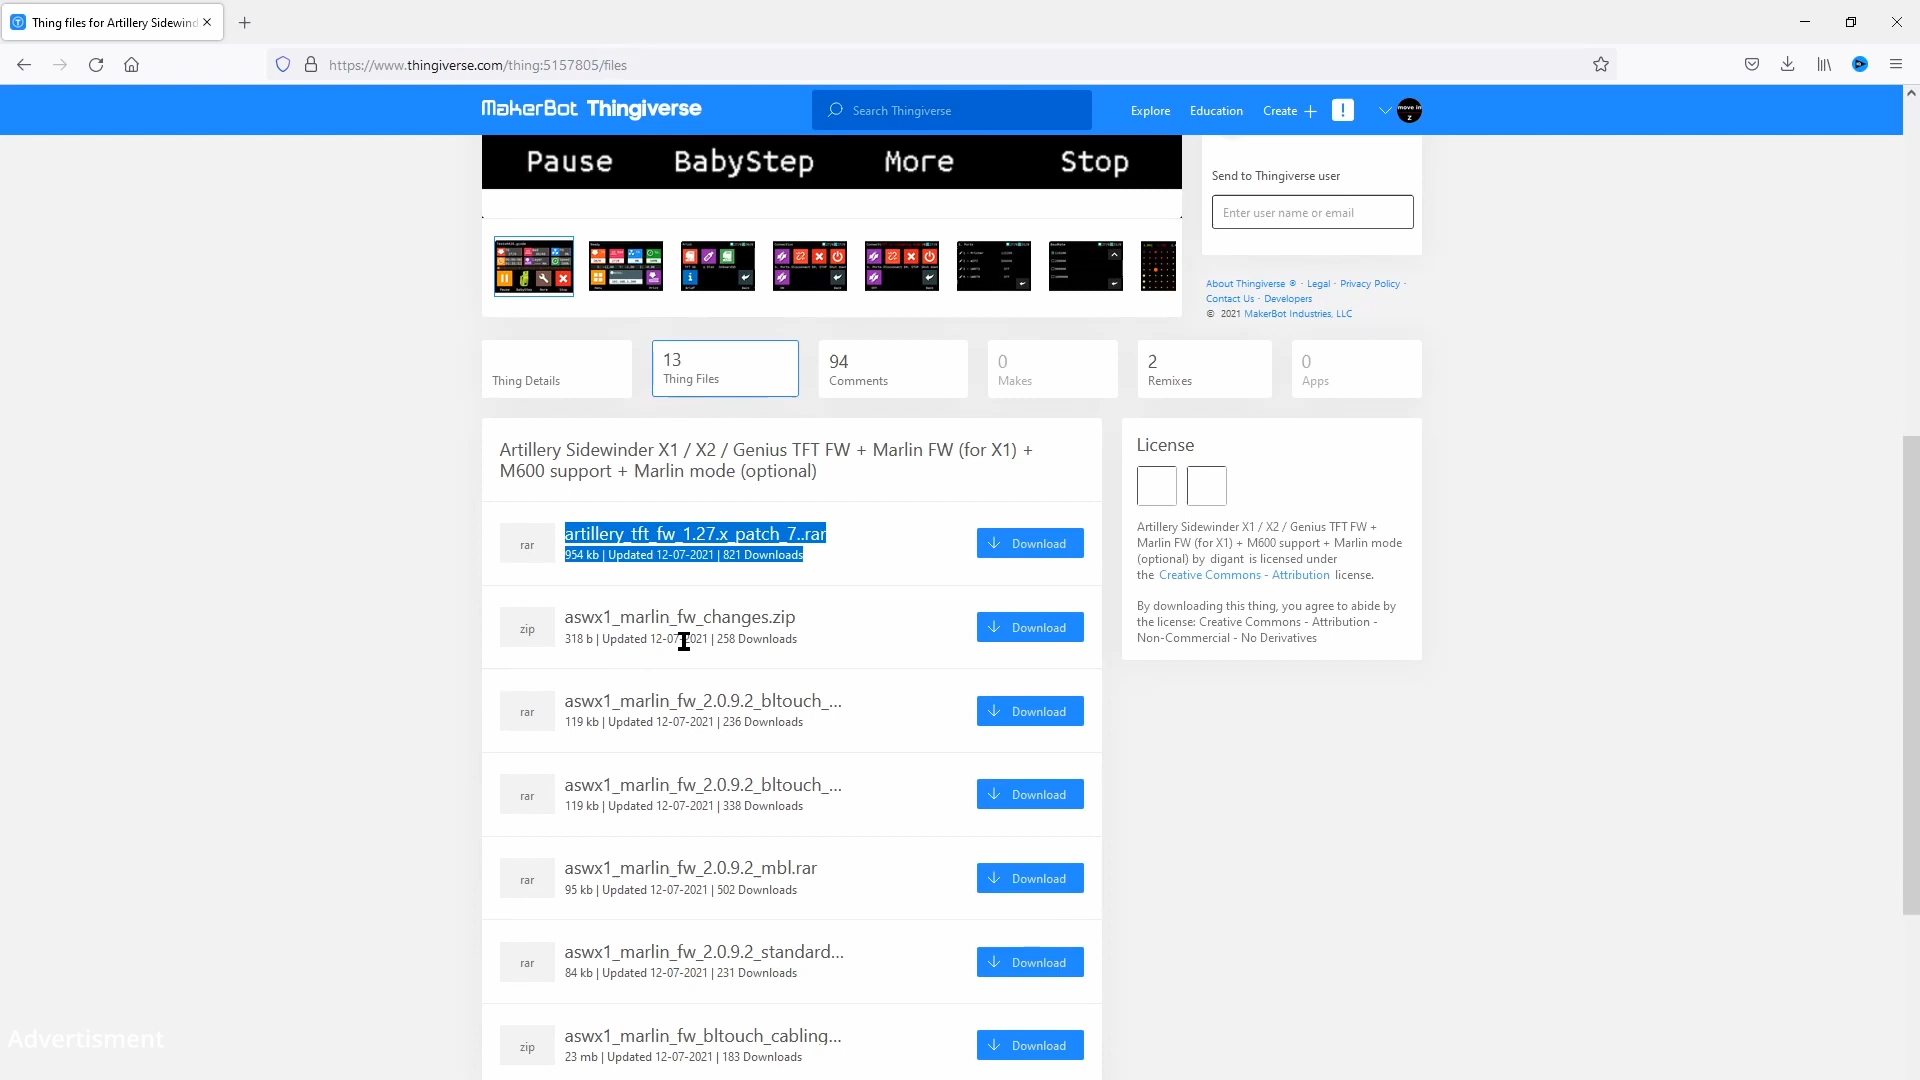 Thing files for Artillery Sidewind
https://www.thingiverse.com/thing:5157805/files
MakerBot Thingiverse
Search Thingiverse
Explore
Education
Create
move in z
Pause BabyStep More Stop
Send to Thingiverse user
Enter user name or email
About Thingiverse ® · Legal · Privacy Policy ·
Contact Us · Developers
© 2021 MakerBot Industries, LLC
Thing Details
13
Thing Files
94
Comments
0
Makes
2
Remixes
0
Apps
Artillery Sidewinder X1 / X2 / Genius TFT FW + Marlin FW (for X1) +
M600 support + Marlin mode (optional)
rar
artillery_tft_fw_1.27.x_patch_7..rar
954 kb | Updated 12-07-2021 | 821 Downloads
Download
zip
aswx1_marlin_fw_changes.zip
318 b | Updated 12-07-2021 | 258 Downloads
Download
rar
aswx1_marlin_fw_2.0.9.2_bltouch_...
119 kb | Updated 12-07-2021 | 236 Downloads
Download
rar
aswx1_marlin_fw_2.0.9.2_bltouch_...
119 kb | Updated 12-07-2021 | 338 Downloads
Download
rar
aswx1_marlin_fw_2.0.9.2_mbl.rar
95 kb | Updated 12-07-2021 | 502 Downloads
Download
rar
aswx1_marlin_fw_2.0.9.2_standard...
84 kb | Updated 12-07-2021 | 231 Downloads
Download
zip
aswx1_marlin_fw_bltouch_cabling...
23 mb | Updated 12-07-2021 | 183 Downloads
Download
License
Artillery Sidewinder X1 / X2 / Genius TFT FW +
Marlin FW (for X1) + M600 support + Marlin mode
(optional) by digant is licensed under
the Creative Commons - Attribution license.
By downloading this thing, you agree to abide by
the license: Creative Commons - Attribution -
Non-Commercial - No Derivatives
Advertisment